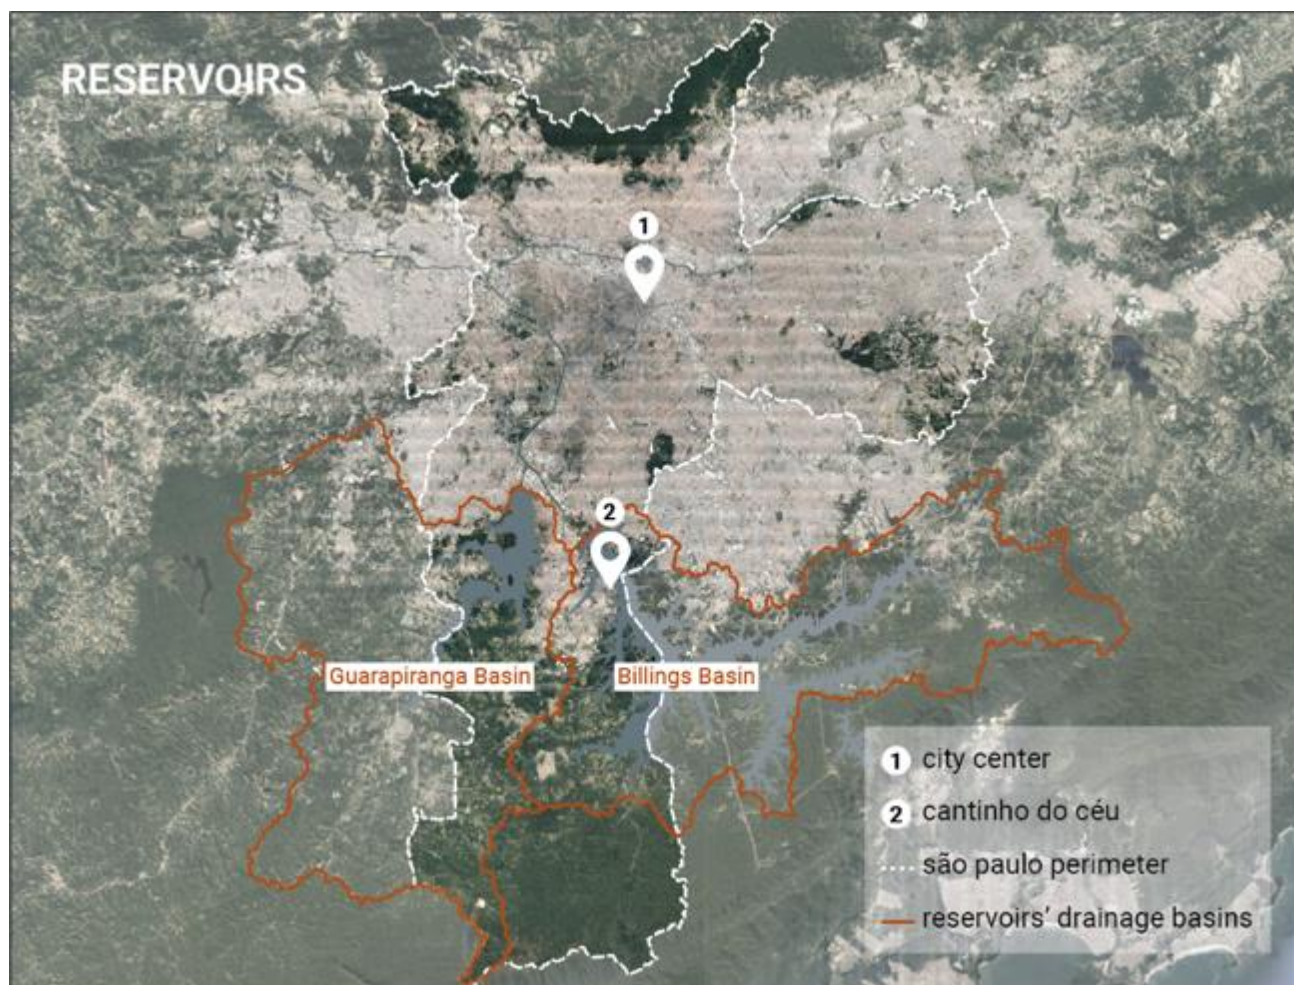 RESERVOIRS
1
2
Guarapiranga Basin
Billings Basin
1 city center
2 cantinho do céu
são paulo perimeter
reservoirs' drainage basins